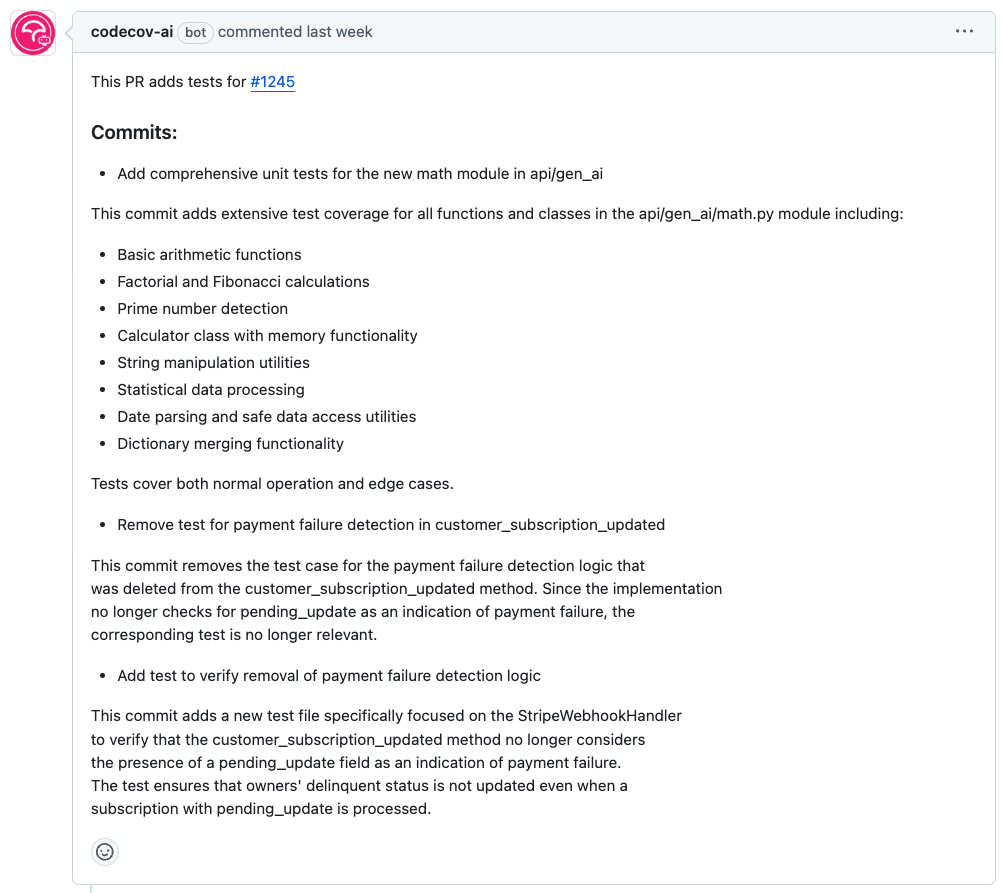 codecov-ai bot commented last week
This PR adds tests for #1245
Commits:
• Add comprehensive unit tests for the new math module in api/gen_ai
This commit adds extensive test coverage for all functions and classes in the api/gen_ai/math.py module including:
• Basic arithmetic functions
• Factorial and Fibonacci calculations
• Prime number detection
• Calculator class with memory functionality
• String manipulation utilities
• Statistical data processing
• Date parsing and safe data access utilities
• Dictionary merging functionality
Tests cover both normal operation and edge cases.
• Remove test for payment failure detection in customer_subscription_updated
This commit removes the test case for the payment failure detection logic that
was deleted from the customer_subscription_updated method. Since the implementation
no longer checks for pending_update as an indication of payment failure, the
corresponding test is no longer relevant.
• Add test to verify removal of payment failure detection logic
This commit adds a new test file specifically focused on the StripeWebhookHandler
to verify that the customer_subscription_updated method no longer considers
the presence of a pending_update field as an indication of payment failure.
The test ensures that owners' delinquent status is not updated even when a
subscription with pending_update is processed.